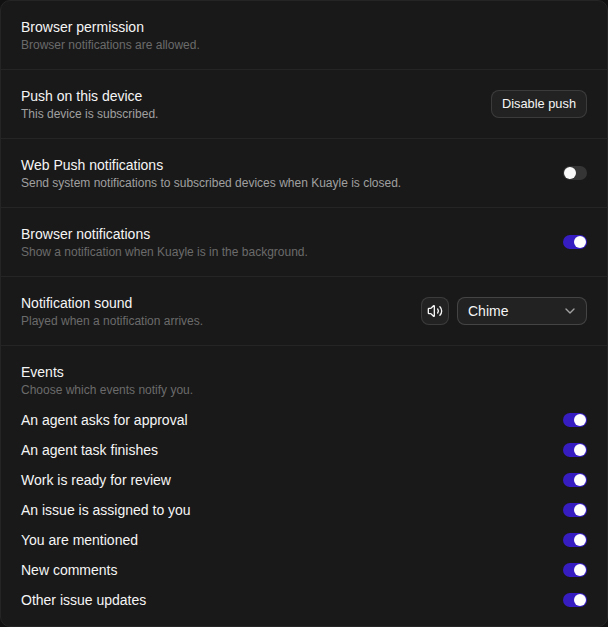 Browser permission
Browser notifications are allowed.
Push on this device
This device is subscribed.
Disable push
Web Push notifications
Send system notifications to subscribed devices when Kuayle is closed.
Browser notifications
Show a notification when Kuayle is in the background.
Notification sound
Played when a notification arrives.
Chime
Events
Choose which events notify you.
An agent asks for approval
An agent task finishes
Work is ready for review
An issue is assigned to you
You are mentioned
New comments
Other issue updates